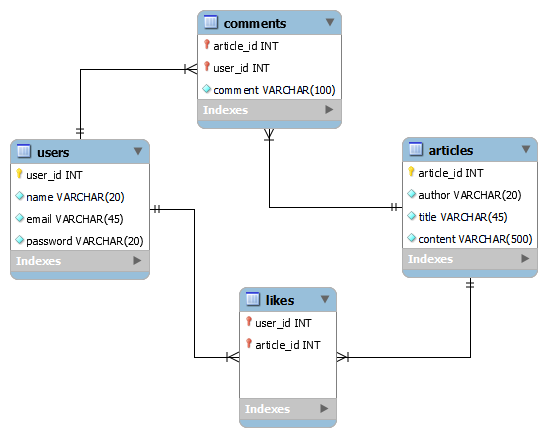 comments
article_id INT
user_id INT
comment VARCHAR(100)
Indexes
users
user_id INT
name VARCHAR(20)
email VARCHAR(45)
password VARCHAR(20)
Indexes
articles
article_id INT
author VARCHAR(20)
title VARCHAR(45)
content VARCHAR(500)
Indexes
likes
user_id INT
article_id INT
Indexes